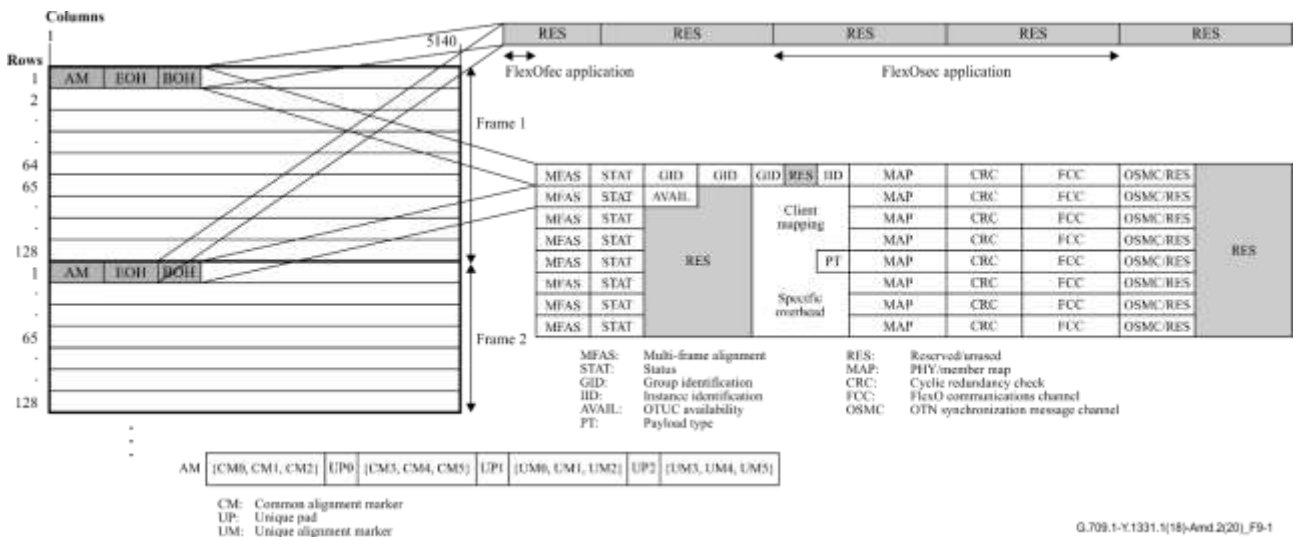 Columns
1
5140
Rows
1
AM EOH BOH
2
.
.
64
65
.
.
128
1
AM EOH BOH
.
.
65
.
.
128
Frame 1
Frame 2
RES RES RES RES RES
FlexOfec application
FlexOsec application
MFAS STAT GID GID GID RES IID MAP CRC FCC OSMC/RES
MFAS STAT AVAIL MAP CRC FCC OSMC/RES
MFAS STAT MAP CRC FCC OSMC/RES
MFAS STAT MAP CRC FCC OSMC/RES
MFAS STAT PT MAP CRC FCC OSMC/RES
MFAS STAT MAP CRC FCC OSMC/RES
MFAS STAT MAP CRC FCC OSMC/RES
MFAS STAT MAP CRC FCC OSMC/RES
RES
Client
mapping
Specific
overhead
RES
MFAS: Multi-frame alignment
STAT: Status
GID: Group identification
IID: Instance identification
AVAIL: OTUC availability
PT: Payload type
RES: Reserved/unused
MAP: PHY/member map
CRC: Cyclic redundancy check
FCC: FlexO communications channel
OSMC OTN synchronization message channel
AM {CM0, CM1, CM2} UP0 {CM3, CM4, CM5} UP1 {UM0, UM1, UM2} UP2 {UM3, UM4, UM5}
CM: Common alignment marker
UP: Unique pad
UM: Unique alignment marker
G.709.1-Y.1331.1(18)-Amd.2(20)_F9-1